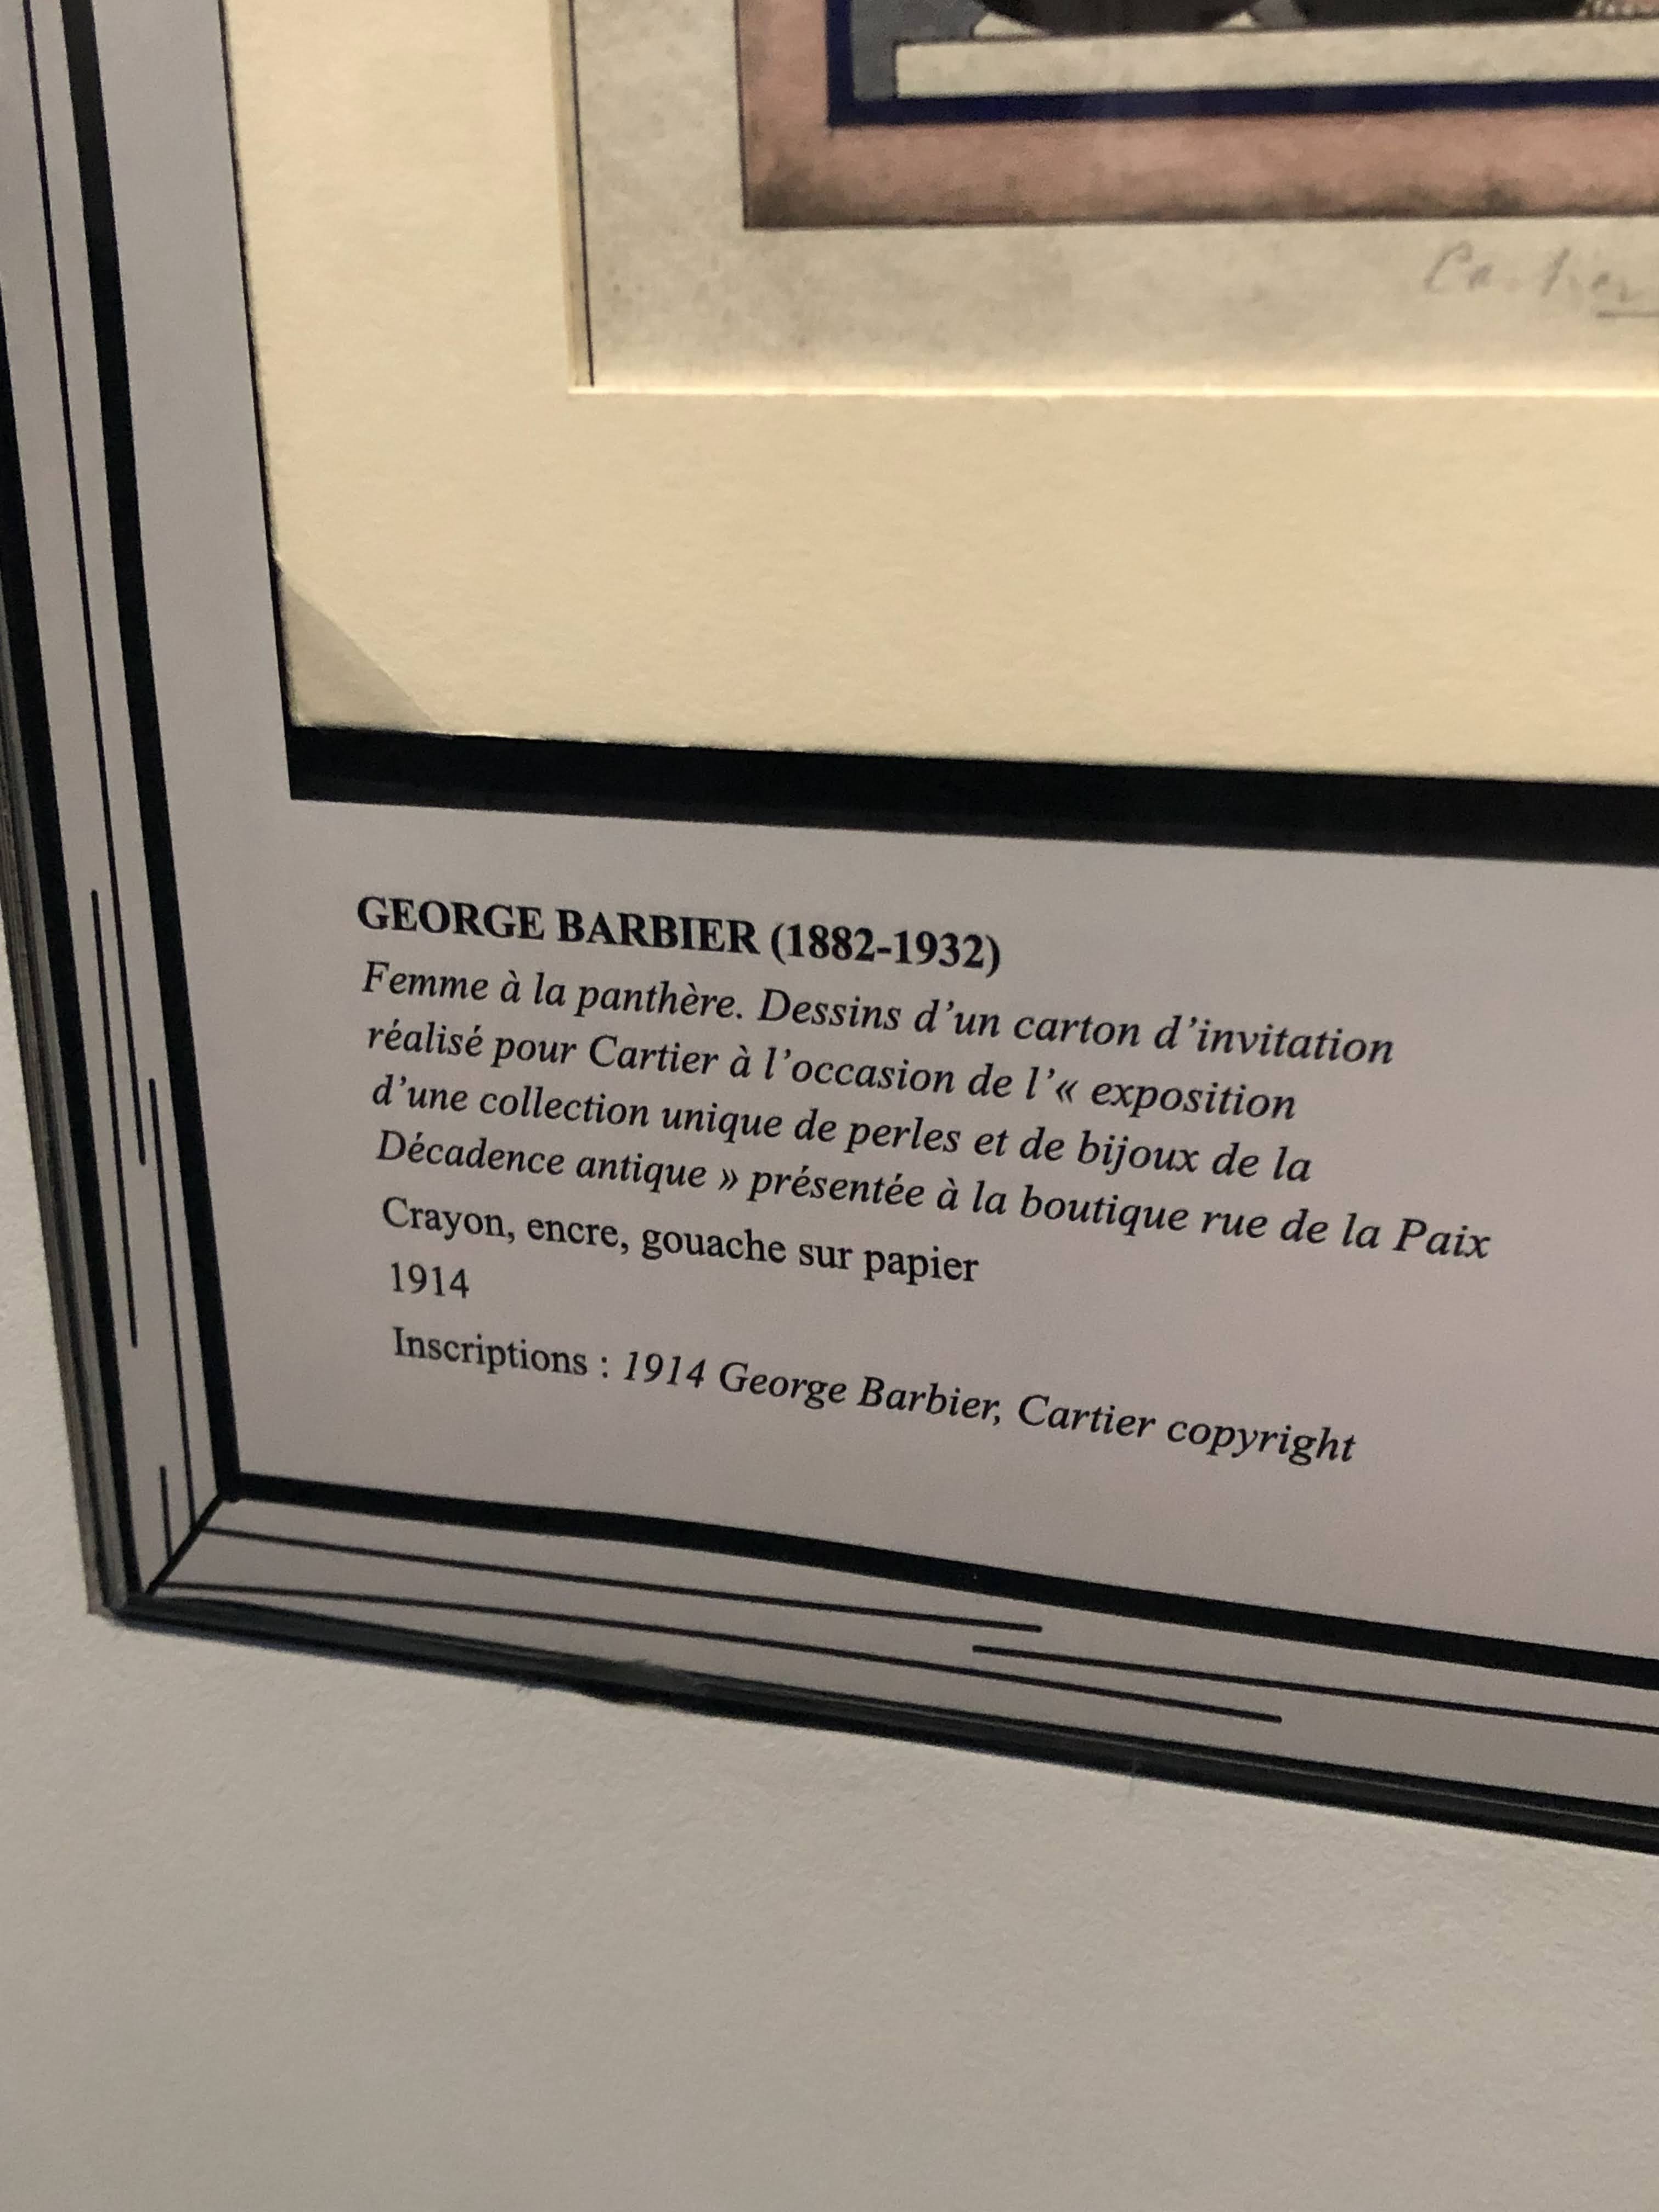 Cartier
GEORGE BARBIER (1882-1932)
Femme à la panthère. Dessins d’un carton d’invitation
réalisé pour Cartier à l’occasion de l’« exposition
d’une collection unique de perles et de bijoux de la
Décadence antique » présentée à la boutique rue de la Paix
Crayon, encre, gouache sur papier
1914
Inscriptions : 1914 George Barbier, Cartier copyright